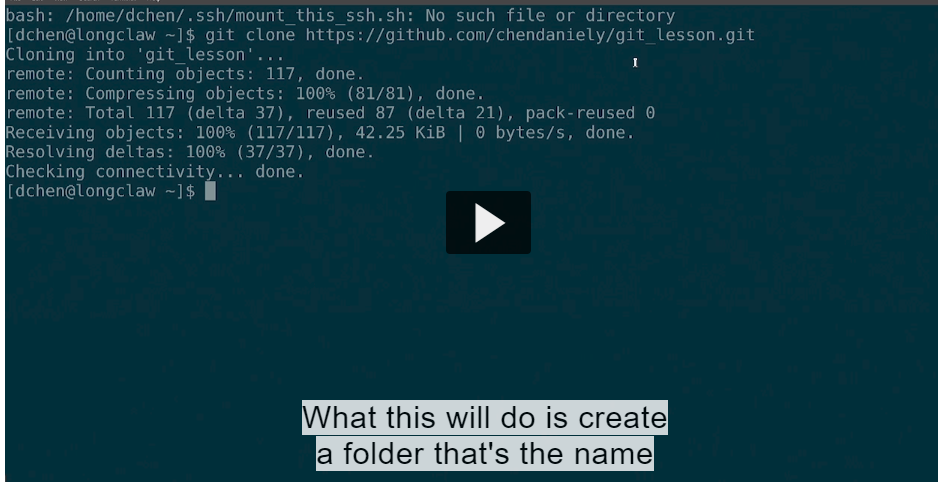 bash: /home/dchen/.ssh/mount_this_ssh.sh: No such file or directory
[dchen@longclaw ~]$ git clone https://github.com/chendaniely/git_lesson.git
Cloning into 'git_lesson'...
remote: Counting objects: 117, done.
remote: Compressing objects: 100% (81/81), done.
remote: Total 117 (delta 37), reused 87 (delta 21), pack-reused 0
Receiving objects: 100% (117/117), 42.25 KiB | 0 bytes/s, done.
Resolving deltas: 100% (37/37), done.
Checking connectivity... done.
[dchen@longclaw ~]$
What this will do is create
a folder that's the name